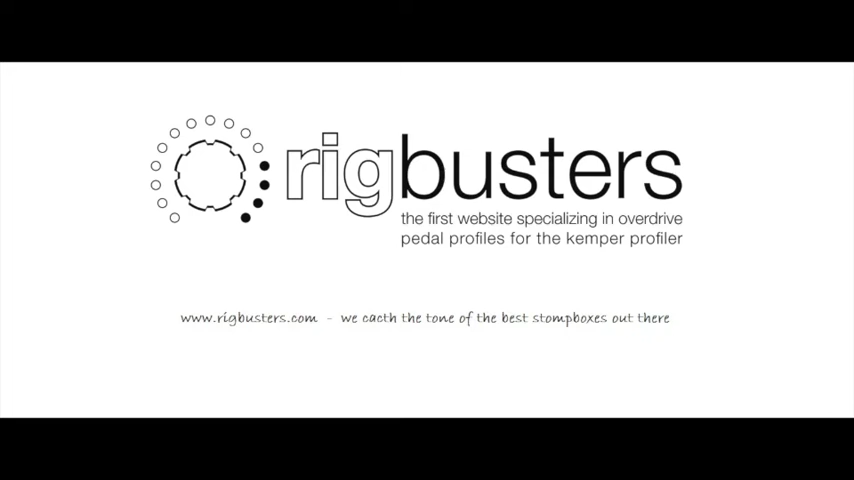 rigbusters
the first website specializing in overdrive
pedal profiles for the kemper profiler
www.rigbusters.com - we cacth the tone of the best stompboxes out there